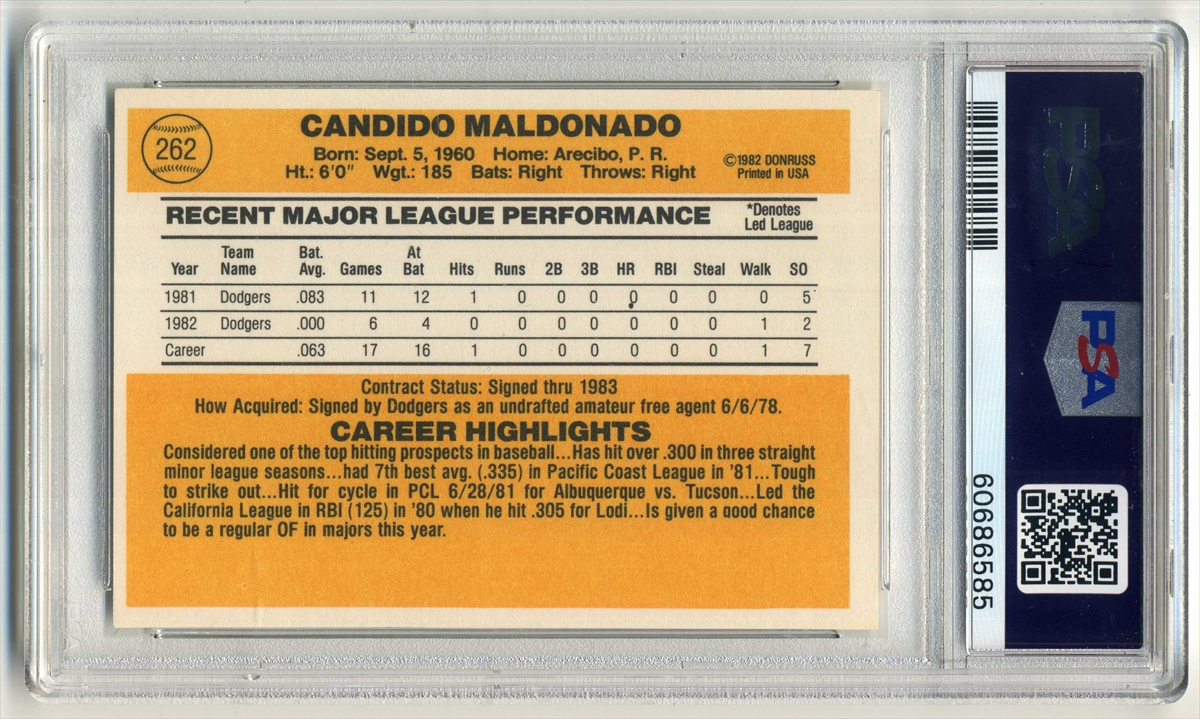 262
CANDIDO MALDONADO
Born: Sept. 5, 1960 Home: Arecibo, P. R.
Ht.: 6'0" Wgt.: 185 Bats: Right Throws: Right
©1982 DONRUSS
Printed in USA
RECENT MAJOR LEAGUE PERFORMANCE
*Denotes
Led League
Year Team Name Bat. Avg. Games At Bat Hits Runs 2B 3B HR RBI Steal Walk SO
1981 Dodgers .083 11 12 1 0 0 0 0 0 0 0 5
1982 Dodgers .000 6 4 0 0 0 0 0 0 0 1 2
Career .063 17 16 1 0 0 0 0 0 0 1 7
Contract Status: Signed thru 1983
How Acquired: Signed by Dodgers as an undrafted amateur free agent 6/6/78.
CAREER HIGHLIGHTS
Considered one of the top hitting prospects in baseball...Has hit over .300 in three straight
minor league seasons...had 7th best avg. (.335) in Pacific Coast League in '81...Tough
to strike out...Hit for cycle in PCL 6/28/81 for Albuquerque vs. Tucson...Led the
California League in RBI (125) in '80 when he hit .305 for Lodi...Is given a good chance
to be a regular OF in majors this year.
PSA
PSA
60686585